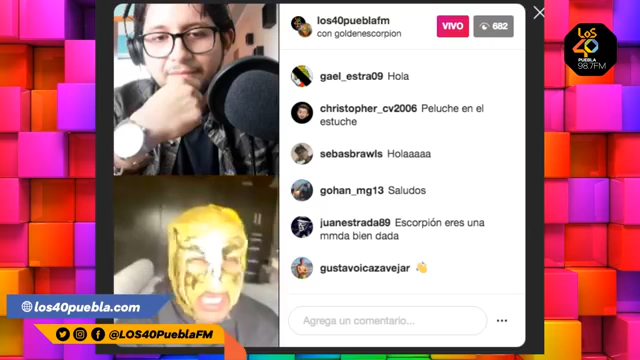 los40pueblafm
VIVO
682
con goldenescorpion
LOS
40
PUEBLA
98.7FM
gael_estra09 Hola
christopher_cv2006 Peluche en el
estuche
sebasbrawls Holaaaaa
gohan_mg13 Saludos
juanestrada89 Escorpión eres una
mmda bien dada
gustavoicazavejar
Agrega un comentario...
los40puebla.com
@LOS40PueblaFM